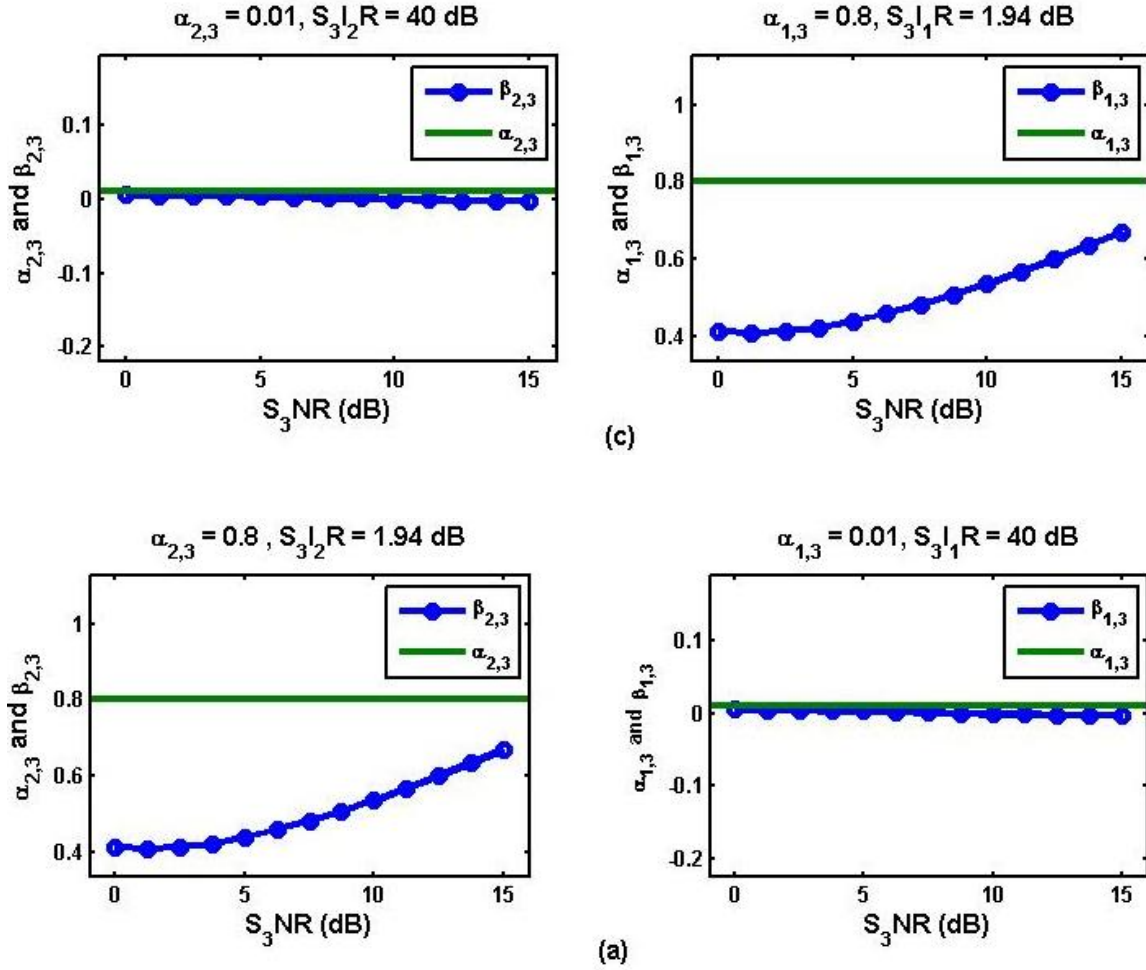 α2,3 = 0.01, S3I2R = 40 dB
α1,3 = 0.8, S3I1R = 1.94 dB
β2,3
α2,3
β1,3
α1,3
0.1
0
-0.1
-0.2
α2,3 and β2,3
1
0.8
0.6
0.4
α1,3 and β1,3
0 5 10 15
0 5 10 15
S3NR (dB)
S3NR (dB)
(c)
α2,3 = 0.8 , S3I2R = 1.94 dB
α1,3 = 0.01, S3I1R = 40 dB
β2,3
α2,3
β1,3
α1,3
1
0.8
0.6
0.4
α2,3 and β2,3
0.1
0
-0.1
-0.2
α1,3 and β1,3
0 5 10 15
0 5 10 15
S3NR (dB)
S3NR (dB)
(a)